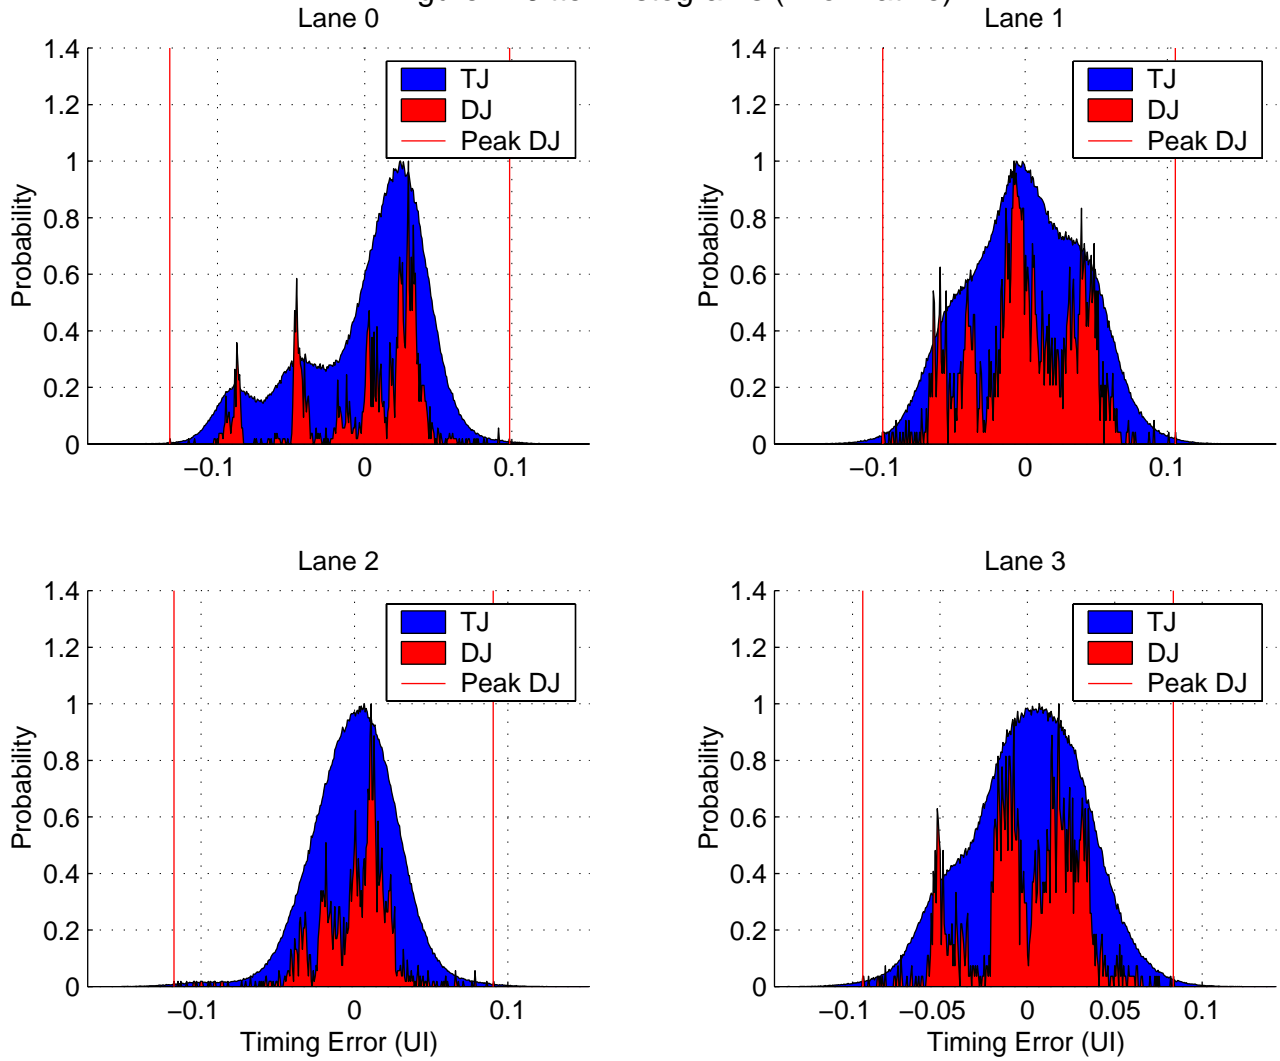 Lane 0
1.4
1.2
1
0.8
0.6
0.4
0.2
0
Probability
TJ
DJ
Peak DJ
−0.1
0
0.1
Lane 1
1.4
1.2
1
0.8
0.6
0.4
0.2
0
Probability
TJ
DJ
Peak DJ
−0.1
0
0.1
Lane 2
1.4
1.2
1
0.8
0.6
0.4
0.2
0
Probability
TJ
DJ
Peak DJ
−0.1
0
0.1
Timing Error (UI)
Lane 3
1.4
1.2
1
0.8
0.6
0.4
0.2
0
Probability
TJ
DJ
Peak DJ
−0.1
−0.05
0
0.05
0.1
Timing Error (UI)